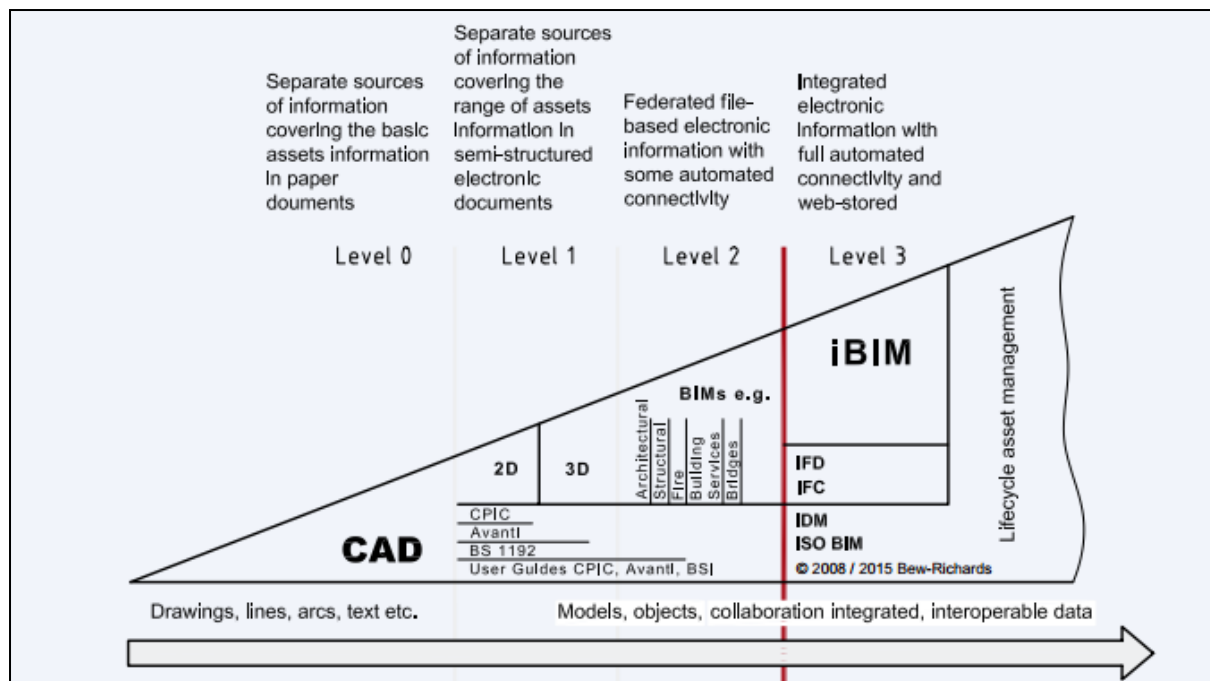 Separate sources
of information
covering the basic
assets information
in paper
douments
Separate sources
of information
covering the
range of assets
information in
semi-structured
electronic
documents
Federated file-
based electronic
information with
some automated
connectivity
Integrated
electronic
information with
full automated
connectivity and
web-stored
Level 0
Level 1
Level 2
Level 3
CAD
2D
3D
CPIC
Avanti
BS 1192
User Guides CPIC, Avanti, BSI
BIMs e.g.
Architectural
Structural
Fire
Building
Services
Bridges
iBIM
IFD
IFC
IDM
ISO BIM
© 2008 / 2015 Bew-Richards
Lifecycle asset management
Drawings, lines, arcs, text etc.
Models, objects, collaboration integrated, interoperable data